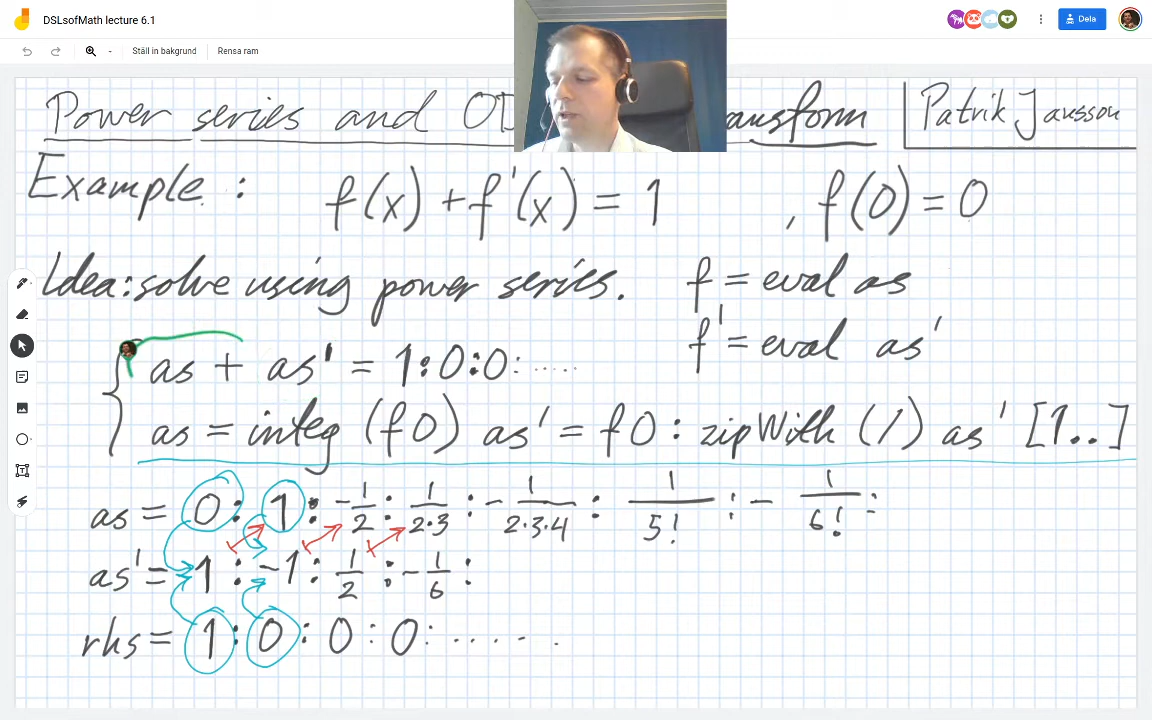 DSLsofMath lecture 6.1
Dela
Ställ in bakgrund Rensa ram
Power series and OD ansform Patrik Jansson
Example : f(x) + f'(x) = 1 , f(0) = 0
Idea: solve using power series. f = eval as
f' = eval as'
as + as' = 1:0:0: .....
as = integ (f0) as' = f0 : zipWith (/) as' [1..]
as = 0 : 1 : -1/2 : 1/(2·3) : -1/(2·3·4) : 1/5! : - 1/6! :
as' = 1 : -1 : 1/2 : -1/6 :
rhs = 1 : 0 : 0 : 0 : ..... .